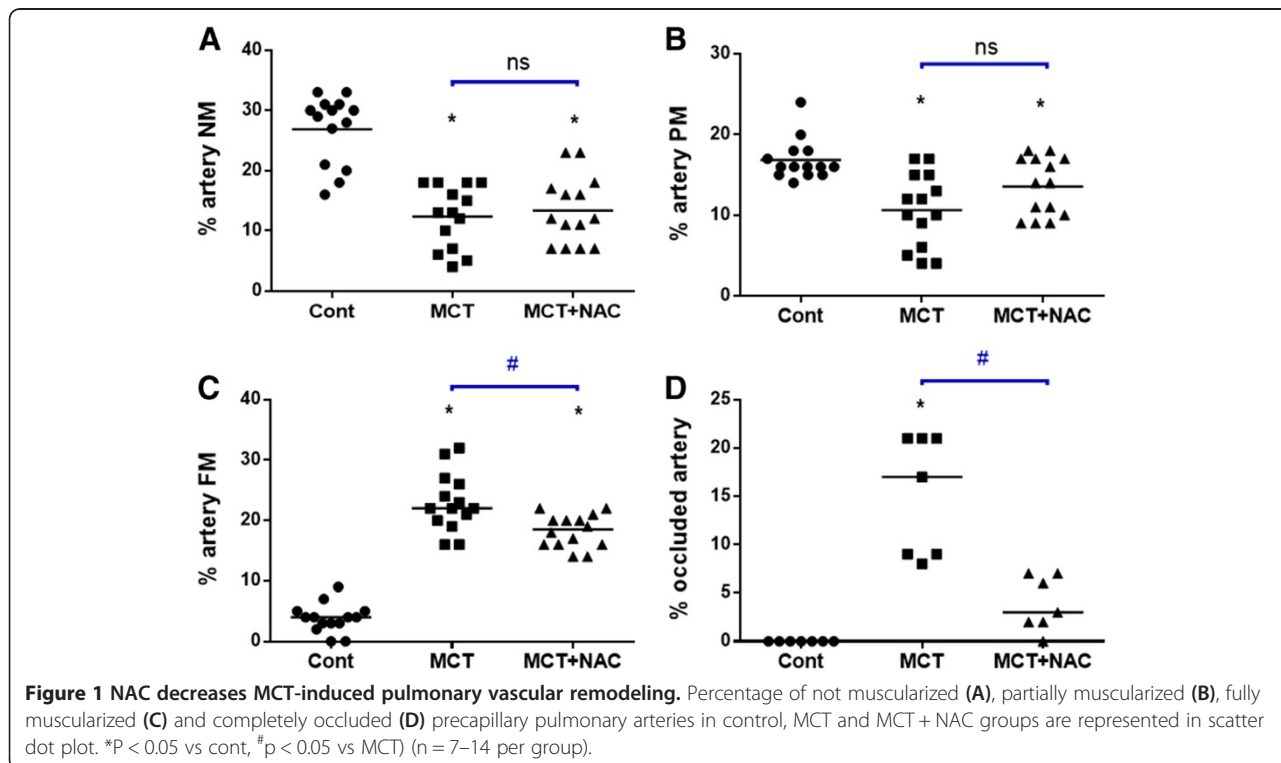 A
B
ns
ns
% artery NM
40
30
20
10
0
* *
Cont MCT MCT+NAC
% artery PM
30
20
10
0
* *
Cont MCT MCT+NAC
C
D
#
#
% artery FM
40
30
20
10
0
* *
Cont MCT MCT+NAC
% occluded artery
25
20
15
10
5
0
*
Cont MCT MCT+NAC
Figure 1 NAC decreases MCT-induced pulmonary vascular remodeling. Percentage of not muscularized (A), partially muscularized (B), fully
muscularized (C) and completely occluded (D) precapillary pulmonary arteries in control, MCT and MCT + NAC groups are represented in scatter
dot plot. *P < 0.05 vs cont, #p < 0.05 vs MCT) (n = 7–14 per group).